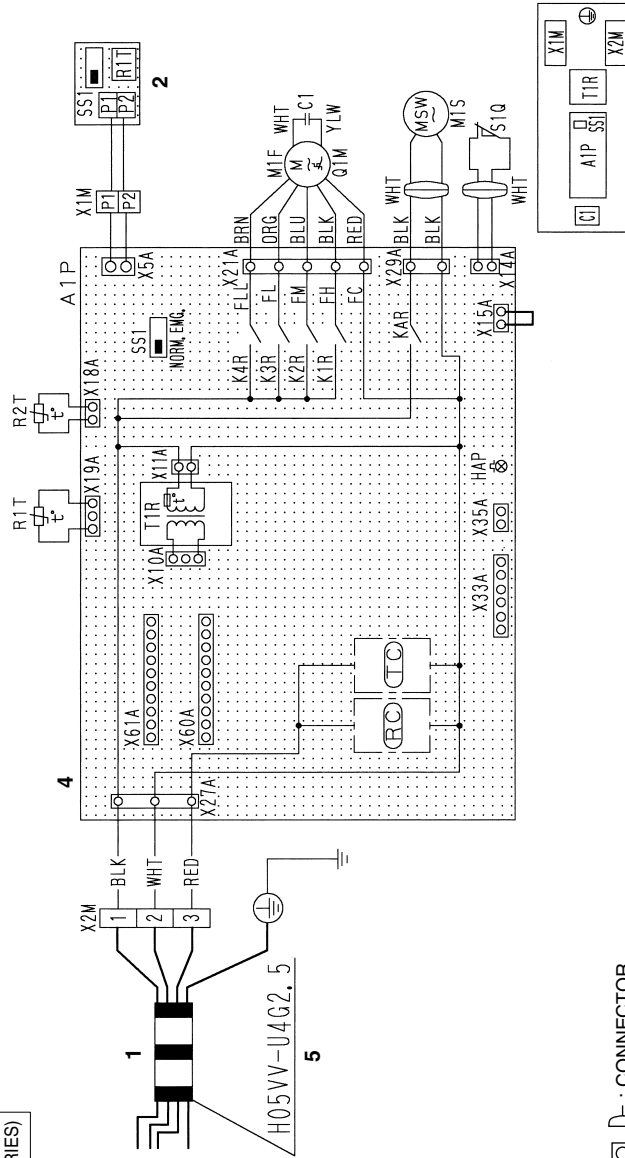 RIES)
A1P
4
X2M
1
2
3
BLK
WHT
RED
X27A
1
H05VV-U4G2.5
5
X61A
X60A
RC
TC
X10A
T1R
t°
X11A
R1T
t°
X19A
R2T
t°
X18A
SS1
NORM. EMG.
X5A
X1M
P1
P2
SS1
P1
P2
R1T
2
K4R
K3R
K2R
K1R
KAR
FLL
FL
FM
FH
FC
X21A
BRN
ORG
BLU
BLK
RED
M1F
M
Q1M
WHT
C1
YLW
X29A
BLK
BLK
WHT
MSW
M1S
X14A
WHT
S1Q
X15A
HAP
X35A
X33A
C1
A1P
SS1
T1R
X1M
X2M
: CONNECTOR